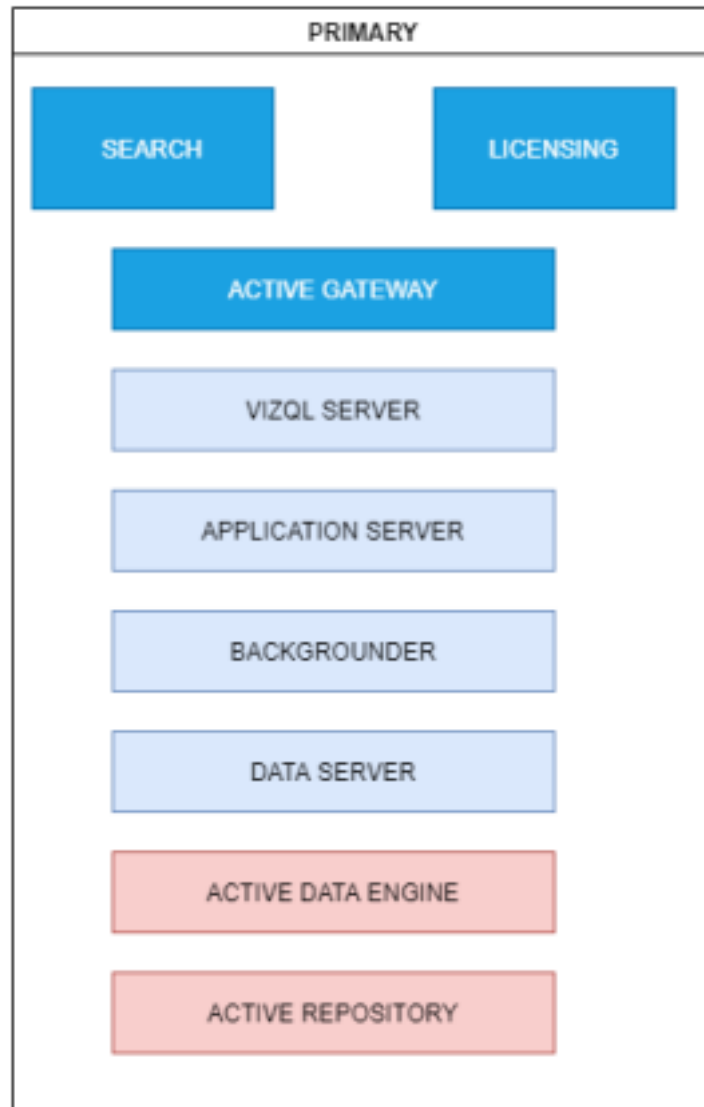 PRIMARY
SEARCH
LICENSING
ACTIVE GATEWAY
VIZQL SERVER
APPLICATION SERVER
BACKGROUNDER
DATA SERVER
ACTIVE DATA ENGINE
ACTIVE REPOSITORY